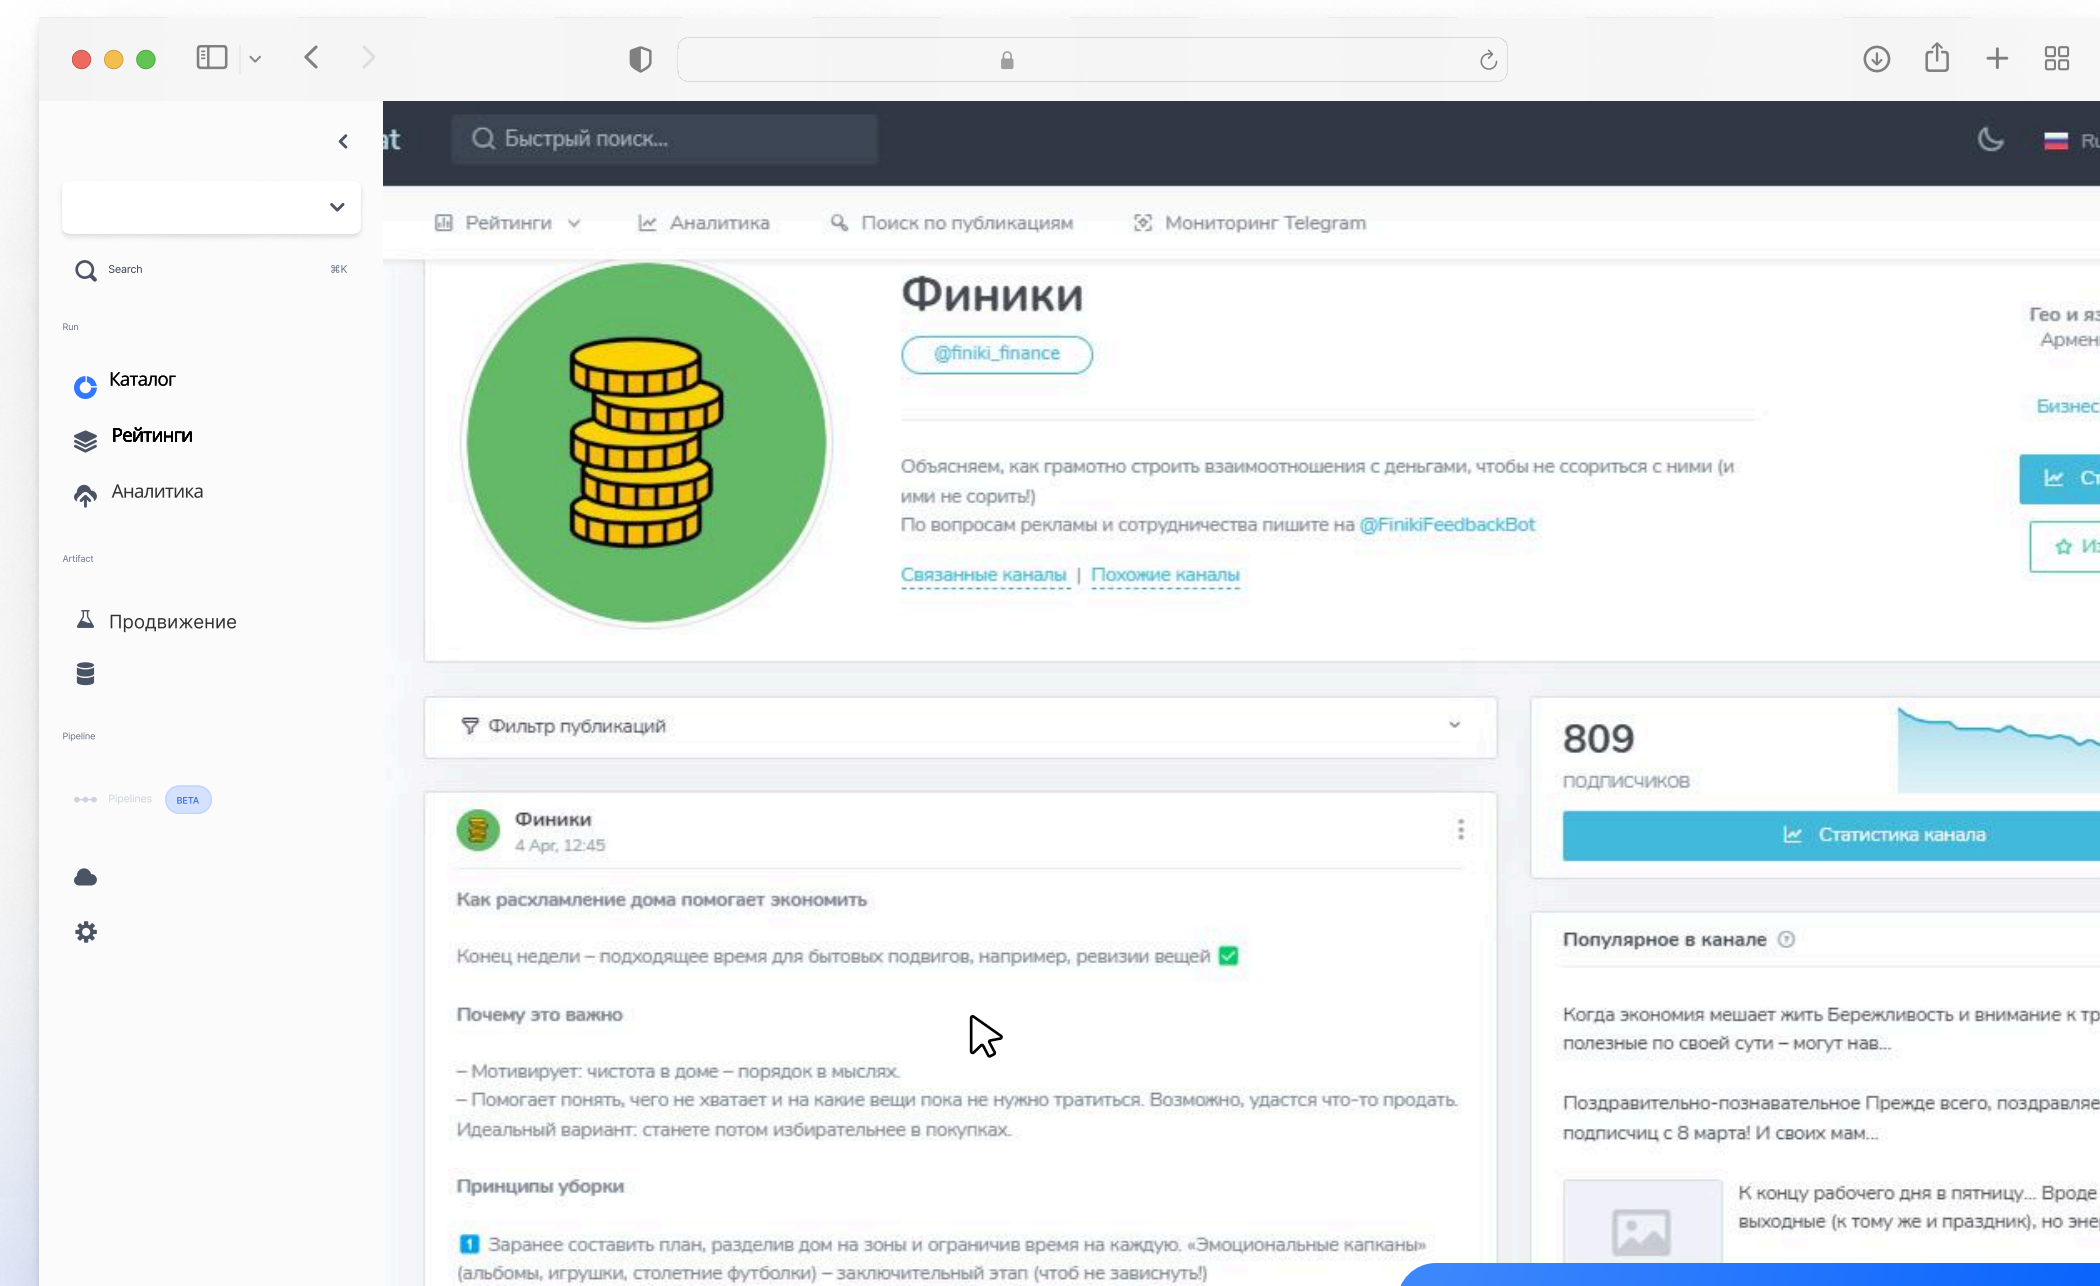 at
Быстрый поиск...
Search
⌘K
Рейтинги
Аналитика
Поиск по публикациям
Мониторинг Telegram
Run
Каталог
Рейтинги
Аналитика
Artifact
Продвижение
Pipeline
Pipelines
BETA
Финики
@finiki_finance
Объясняем, как грамотно строить взаимоотношения с деньгами, чтобы не ссориться с ними (и
ими не сорить!)
По вопросам рекламы и сотрудничества пишите на @FinikiFeedbackBot
Связанные каналы | Похожие каналы
Гео и
Бизнес
Фильтр публикаций
Финики
4 Apr, 12:45
Как расхламление дома помогает экономить
Конец недели – подходящее время для бытовых подвигов, например, ревизии вещей ✅
Почему это важно
– Мотивирует: чистота в доме – порядок в мыслях.
– Помогает понять, чего не хватает и на какие вещи пока не нужно тратиться. Возможно, удастся что-то продать.
Идеальный вариант: станете потом избирательнее в покупках.
Принципы уборки
1 Заранее составить план, разделив дом на зоны и ограничив время на каждую. «Эмоциональные капканы»
(альбомы, игрушки, столетние футболки) – заключительный этап (чтоб не зависнуть!)
809
подписчиков
Статистика канала
Популярное в канале
Когда экономия мешает жить Бережливость и внимание к тр
полезные по своей сути – могут нав...
Поздравительно-познавательное Прежде всего, поздравляе
подписчиц с 8 марта! И своих мам...
К концу рабочего дня в пятницу... Вроде
выходные (к тому же и праздник), но эне